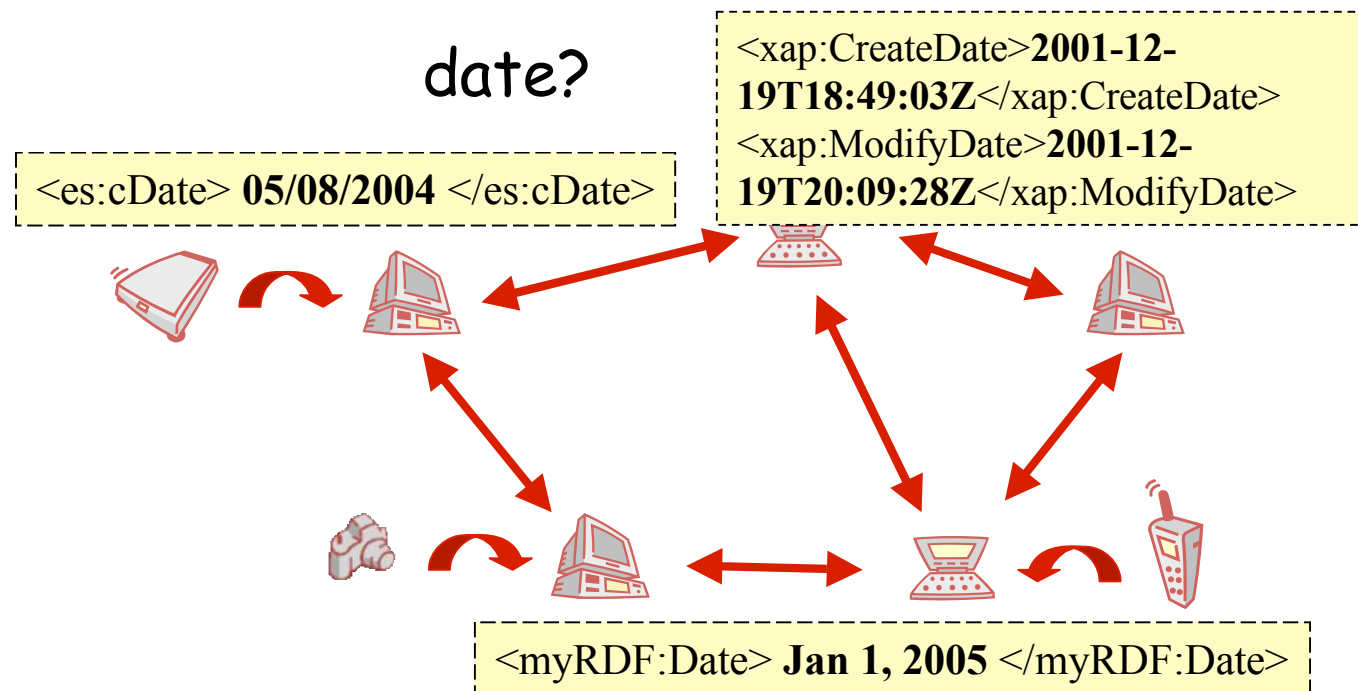 date?
<xap:CreateDate>2001-12-
19T18:49:03Z</xap:CreateDate>
<xap:ModifyDate>2001-12-
19T20:09:28Z</xap:ModifyDate>
<es:cDate> 05/08/2004 </es:cDate>
<myRDF:Date> Jan 1, 2005 </myRDF:Date>